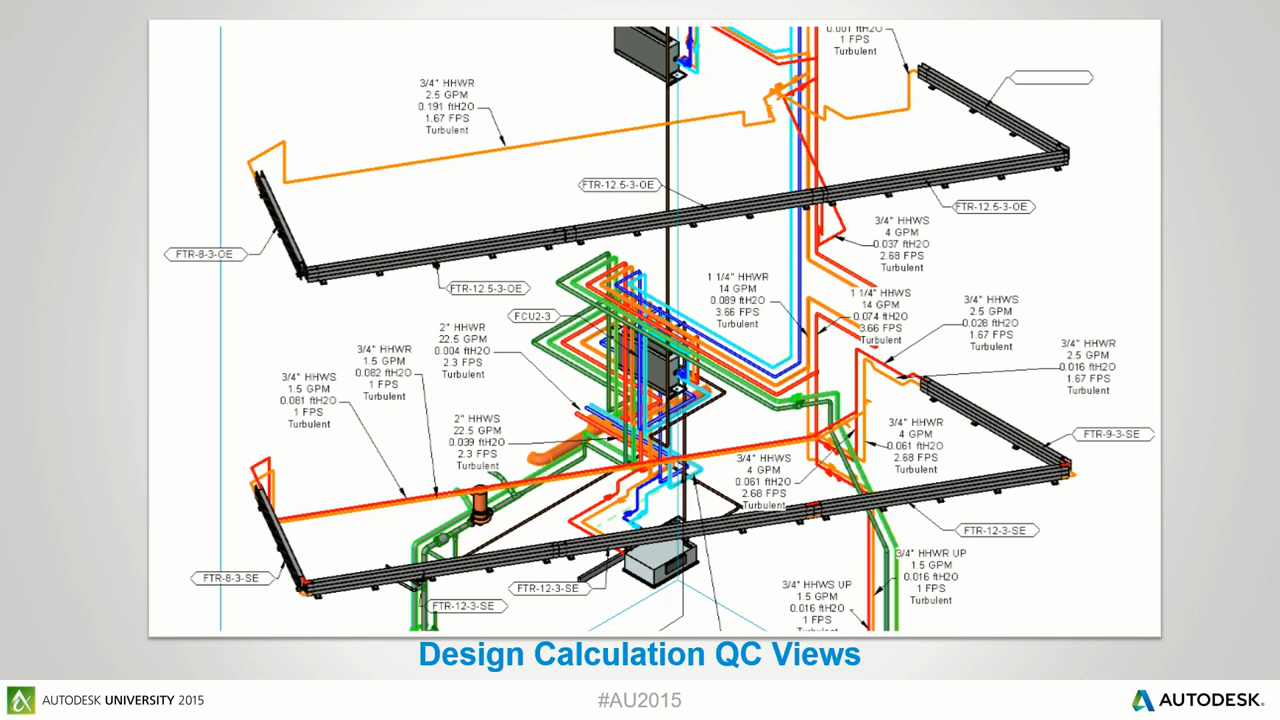 0.001 ftH2O
1 FPS
Turbulent
3/4" HHWR
2.5 GPM
0.191 ftH2O
1.67 FPS
Turbulent
FTR-12.5-3-OE
FTR-12.5-3-OE
3/4" HHWS
4 GPM
0.037 ftH2O
2.68 FPS
Turbulent
FTR-8-3-OE
FTR-12.5-3-OE
1 1/4" HHWR
14 GPM
0.089 ftH2O
3.66 FPS
Turbulent
1 1/4" HHWS
14 GPM
0.074 ftH2O
3.66 FPS
Turbulent
3/4" HHWS
2.5 GPM
0.028 ftH2O
1.67 FPS
Turbulent
FCU2-3
2" HHWR
22.5 GPM
0.004 ftH2O
2.3 FPS
Turbulent
3/4" HHWR
1.5 GPM
0.082 ftH2O
1 FPS
Turbulent
3/4" HHWR
2.5 GPM
0.016 ftH2O
1.67 FPS
Turbulent
3/4" HHWS
1.5 GPM
0.081 ftH2O
1 FPS
Turbulent
2" HHWS
22.5 GPM
0.039 ftH2O
2.3 FPS
Turbulent
3/4" HHWR
4 GPM
0.061 ftH2O
2.68 FPS
Turbulent
FTR-9-3-SE
3/4" HHWS
4 GPM
0.061 ftH2O
2.68 FPS
Turbulent
FTR-12-3-SE
3/4" HHWR UP
1.5 GPM
0.016 ftH2O
1 FPS
Turbulent
FTR-8-3-SE
FTR-12-3-SE
FTR-12-3-SE
3/4" HHWS UP
1.5 GPM
0.016 ftH2O
1 FPS
Turbulent
Design Calculation QC Views
AUTODESK UNIVERSITY 2015
#AU2015
AUTODESK.